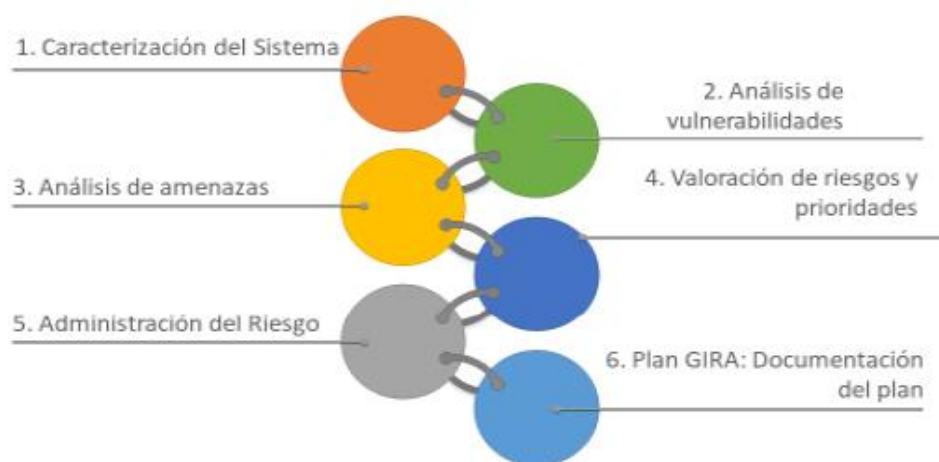 1. Caracterización del Sistema
2. Análisis de
vulnerabilidades
3. Análisis de amenazas
4. Valoración de riesgos y
prioridades
5. Administración del Riesgo
6. Plan GIRA: Documentación
del plan